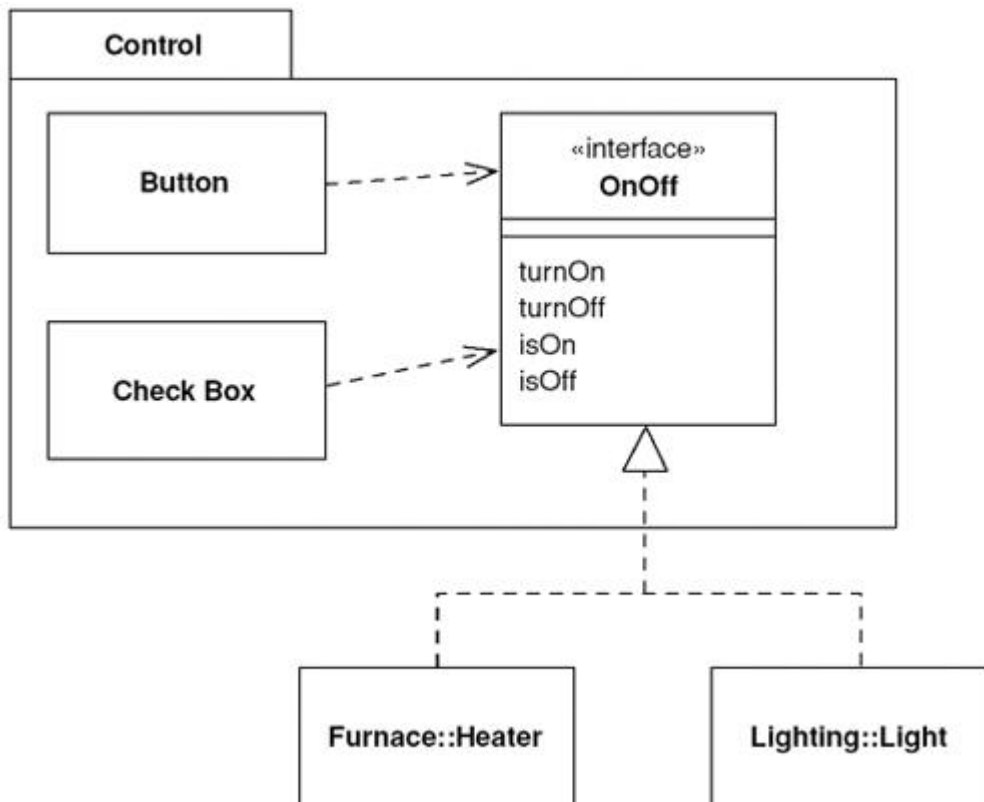 Control
Button
«interface»
OnOff
turnOn
turnOff
isOn
isOff
Check Box
Furnace::Heater
Lighting::Light